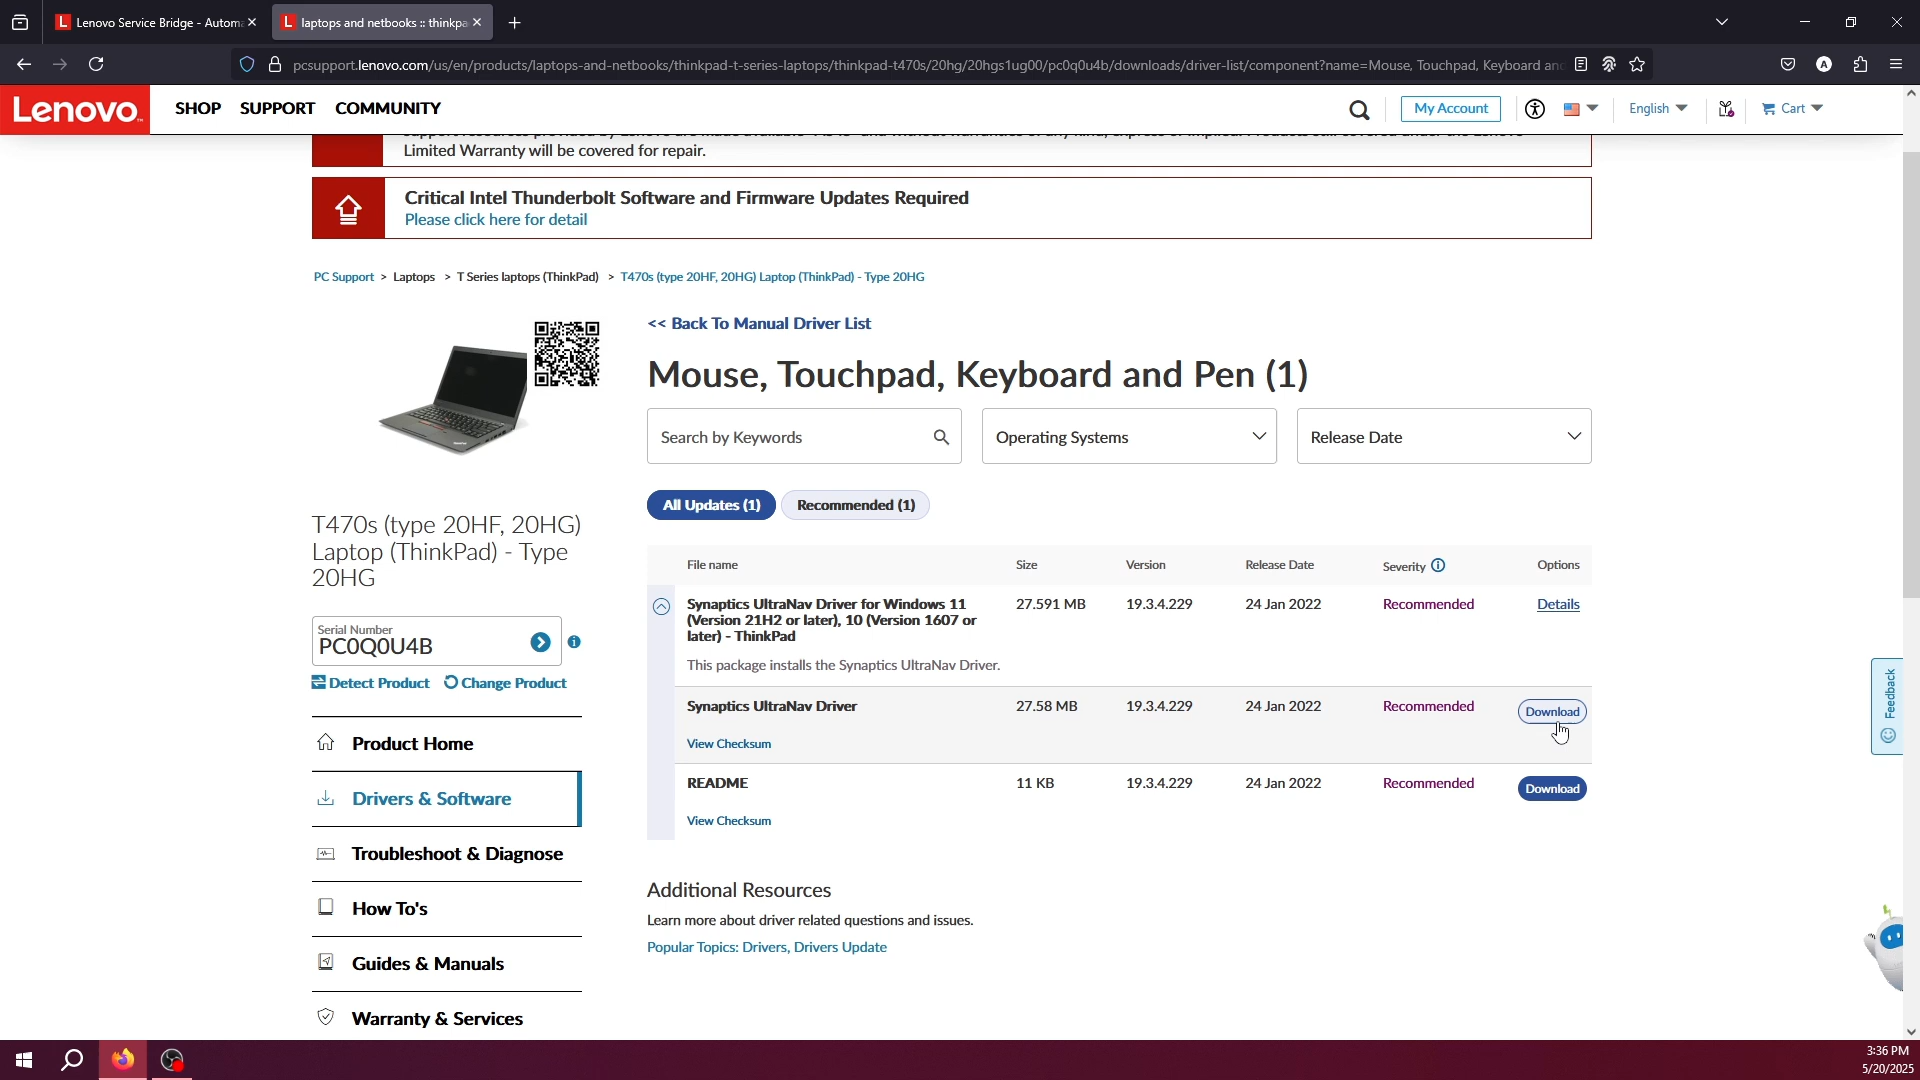 Lenovo Service Bridge - Autom
laptops and netbooks :: thinkpa
pcsupport.lenovo.com/us/en/products/laptops-and-netbooks/thinkpad-t-series-laptops/thinkpad-t470s/20hg/20hgs1ug00/pc0q0u4b/downloads/driver-list/component?name=Mouse, Touchpad, Keyboard an
A
Lenovo
SHOP SUPPORT COMMUNITY
My Account
English
Cart
Limited Warranty will be covered for repair.
Critical Intel Thunderbolt Software and Firmware Updates Required
Please click here for detail
PC Support > Laptops > T Series laptops (ThinkPad) > T470s (type 20HF, 20HG) Laptop (ThinkPad) - Type 20HG
<< Back To Manual Driver List
Mouse, Touchpad, Keyboard and Pen (1)
Search by Keywords
Operating Systems
Release Date
All Updates (1)
Recommended (1)
T470s (type 20HF, 20HG)
Laptop (ThinkPad) - Type
20HG
Serial Number
PC0Q0U4B
Detect Product
Change Product
Product Home
Drivers & Software
Troubleshoot & Diagnose
How To's
Guides & Manuals
Warranty & Services
File name Size Version Release Date Severity Options
Synaptics UltraNav Driver for Windows 11 27.591 MB 19.3.4.229 24 Jan 2022 Recommended Details
(Version 21H2 or later), 10 (Version 1607 or
later) - ThinkPad
This package installs the Synaptics UltraNav Driver.
Synaptics UltraNav Driver 27.58 MB 19.3.4.229 24 Jan 2022 Recommended Download
View Checksum
README 11 KB 19.3.4.229 24 Jan 2022 Recommended Download
View Checksum
Additional Resources
Learn more about driver related questions and issues.
Popular Topics: Drivers, Drivers Update
Feedback
3:36 PM
5/20/2025